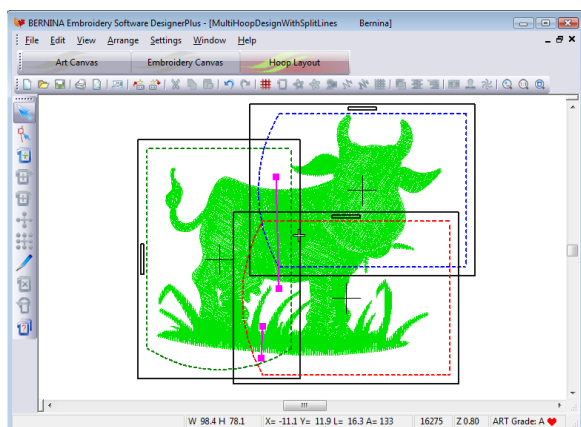 BERNINA Embroidery Software DesignerPlus - [MultiHoopDesignWithSplitLines Bernina]
File Edit View Arrange Settings Window Help
Art Canvas Embroidery Canvas Hoop Layout
W 98.4 H 78.1 X= -11.1 Y= 11.9 L= 16.3 A= 133 16275 Z 0.80 ART Grade: A